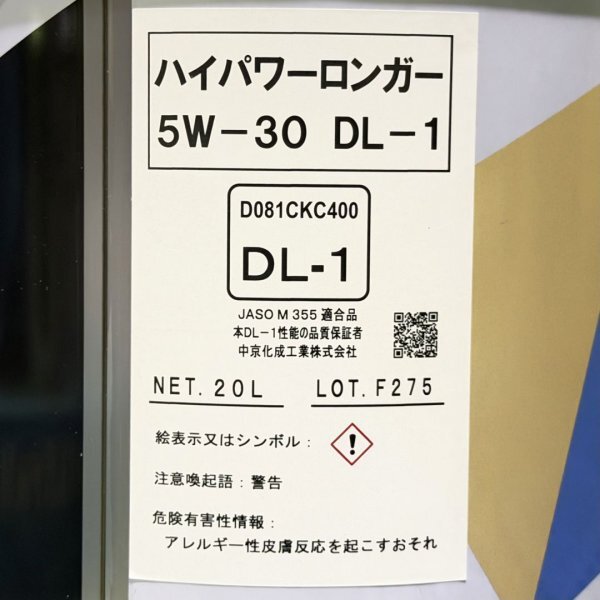 ハイパワーロンガー
5W－30 DL－1
D081CKC400
DL-1
JASO M 355 適合品
本DL－1性能の品質保証者
中京化成工業株式会社
NET. 20L LOT. F275
絵表示又はシンボル：
注意喚起語：警告
危険有害性情報：
アレルギー性皮膚反応を起こすおそれ